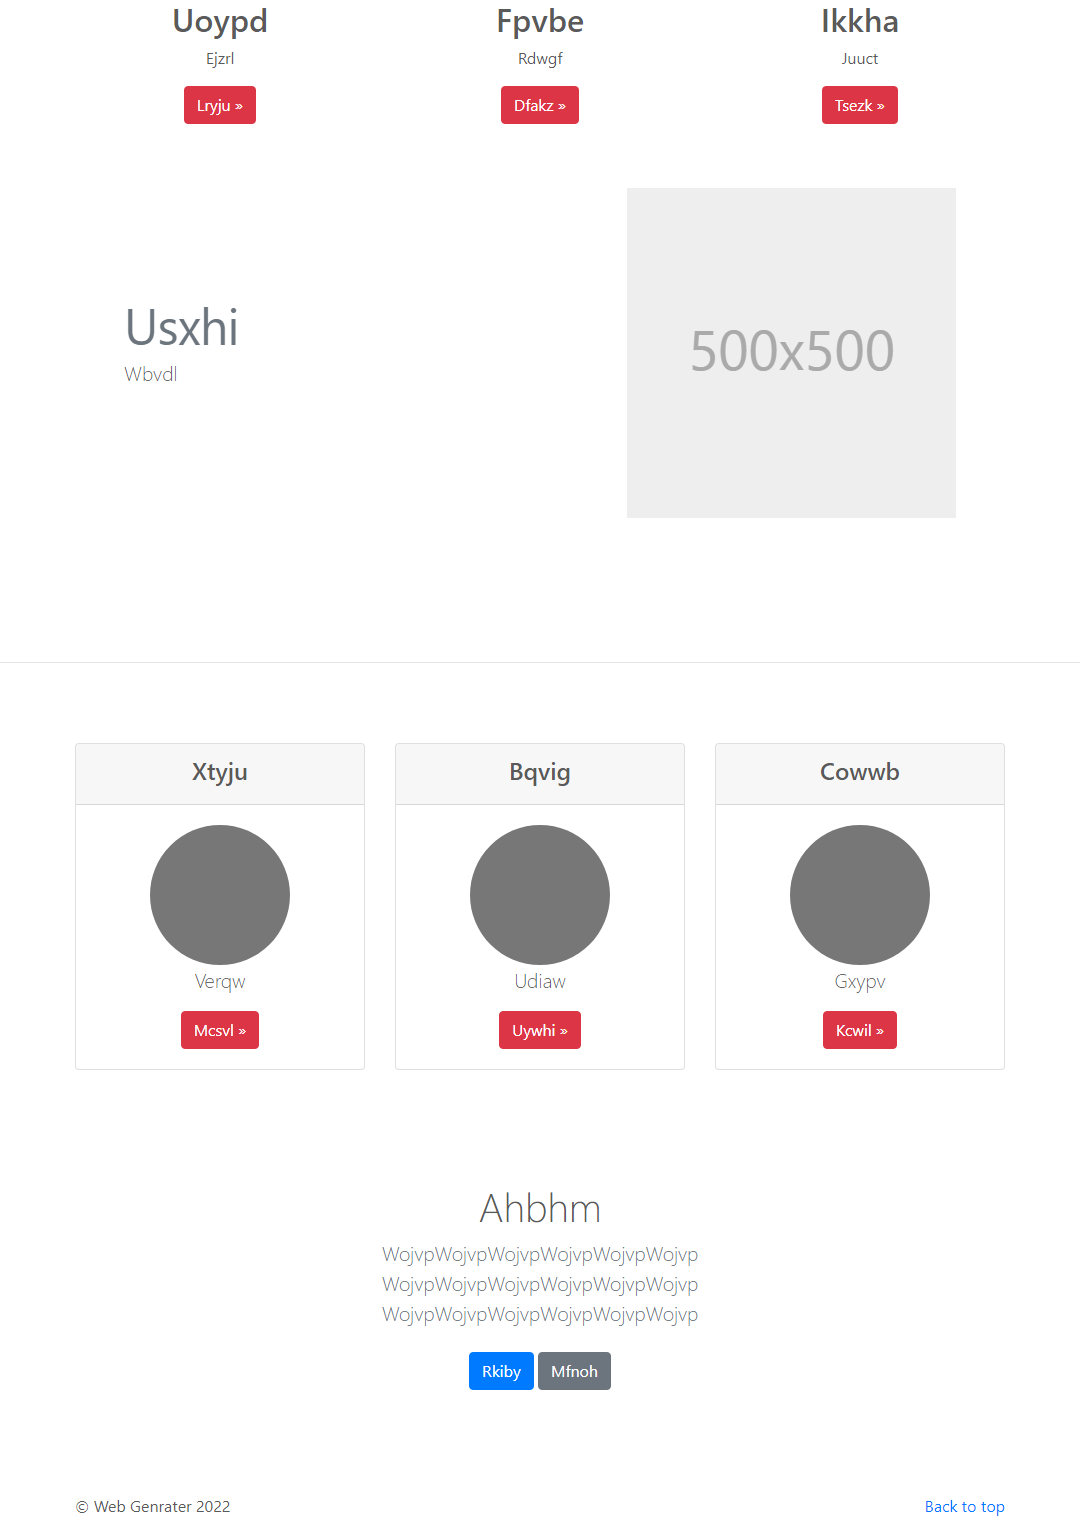 Uoypd
Ejzrl
Lryju »
Fpvbe
Rdwgf
Dfakz »
Ikkha
Juuct
Tsezk »
Usxhi
Wbvdl
500x500
Xtyju
Verqw
Mcsvl »
Bqvig
Udiaw
Uywhi »
Cowwb
Gxypv
Kcwil »
Ahbhm
WojvpWojvpWojvpWojvpWojvpWojvp
WojvpWojvpWojvpWojvpWojvpWojvp
WojvpWojvpWojvpWojvpWojvpWojvp
Rkiby
Mfnoh
© Web Genrater 2022
Back to top